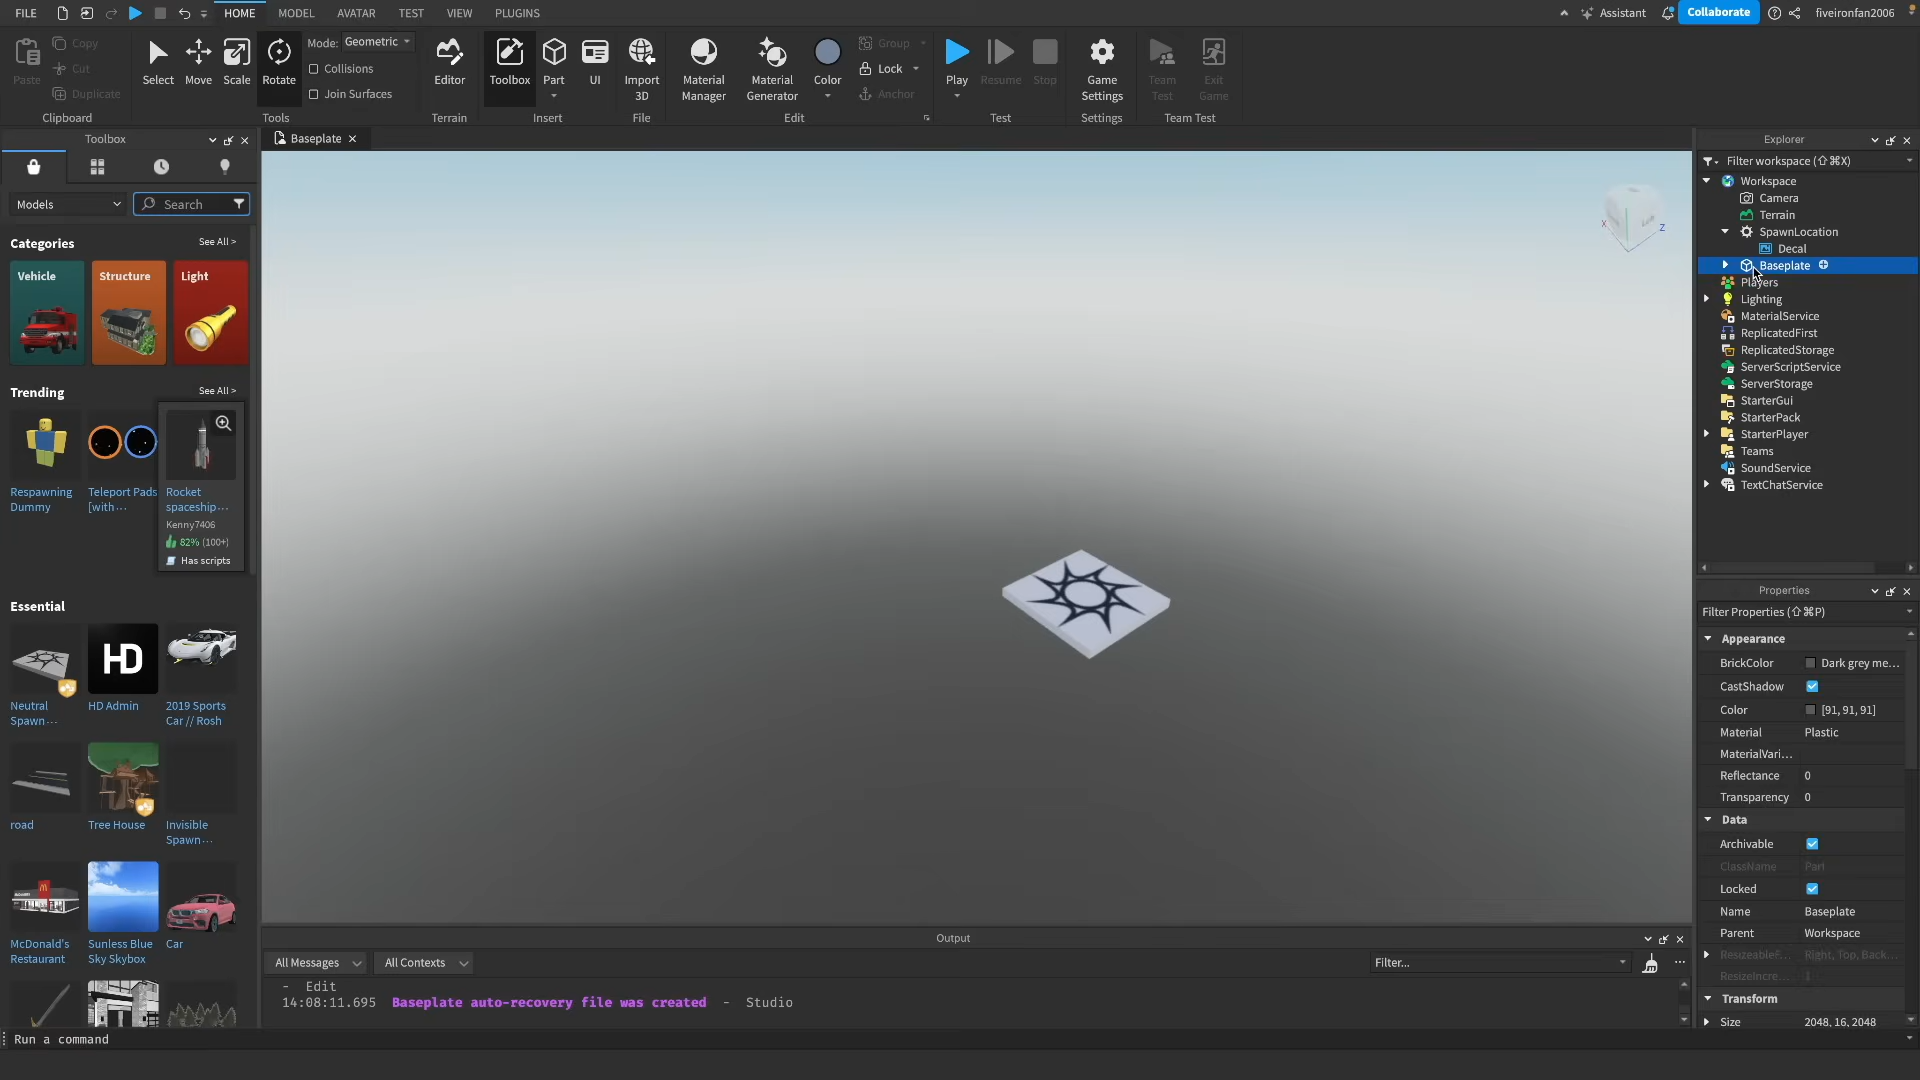 FILE HOME MODEL AVATAR TEST VIEW PLUGINS Assistant Collaborate fiveironfan2006
Paste Copy Cut Duplicate
Clipboard
Select Move Scale Rotate Mode: Geometric
Collisions
Join Surfaces
Tools
Editor
Terrain
Toolbox Part UI
Insert
Import 3D
File
Material Manager Material Generator Color Group Lock Anchor
Edit
Play Resume Stop
Test
Game Settings
Settings
Team Test Exit Game
Team Test
Toolbox
Models Search
Categories See All >
Vehicle Structure Light
Trending See All >
Respawning Dummy
Teleport Pads [with ...
Rocket spaceship...
Kenny7406
82% (100+)
Has scripts
Essential
Neutral Spawn...
HD Admin
HD
2019 Sports Car // Rosh
road
Tree House
Invisible Spawn...
McDonald's Restaurant
Sunless Blue Sky Skybox
Car
Baseplate
X Z
Output
All Messages All Contexts Filter...
- Edit
14:08:11.695 Baseplate auto-recovery file was created - Studio
Run a command
Explorer
Filter workspace (⇧⌘X)
Workspace
Camera
Terrain
SpawnLocation
Decal
Baseplate
Players
Lighting
MaterialService
ReplicatedFirst
ReplicatedStorage
ServerScriptService
ServerStorage
StarterGui
StarterPack
StarterPlayer
Teams
SoundService
TextChatService
Properties
Filter Properties (⇧⌘P)
Appearance
BrickColor Dark grey me...
CastShadow
Color [91, 91, 91]
Material Plastic
MaterialVari...
Reflectance 0
Transparency 0
Data
Archivable
ClassName Part
Locked
Name Baseplate
Parent Workspace
ResizeableF... Right, Top, Back...
ResizeIncre... 1
Transform
Size 2048, 16, 2048